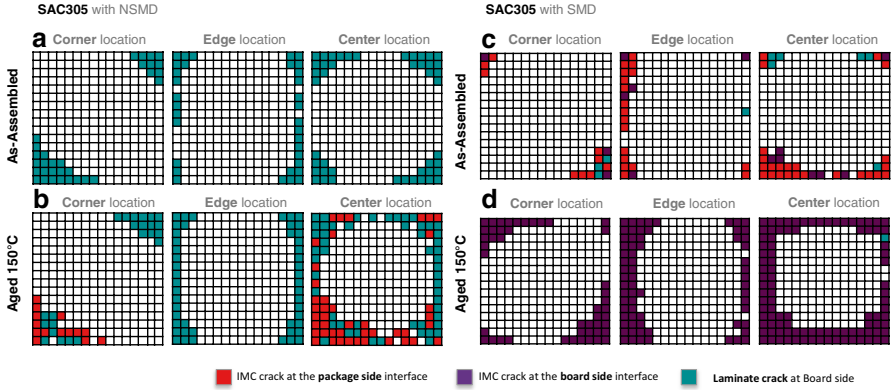 SAC305 with NSMD
SAC305 with SMD
a
Corner location
Edge location
Center location
As-Assembled
b
Corner location
Edge location
Center location
Aged 150°C
c
Corner location
Edge location
Center location
As-Assembled
d
Corner location
Edge location
Center location
Aged 150°C
IMC crack at the package side interface
IMC crack at the board side interface
Laminate crack at Board side